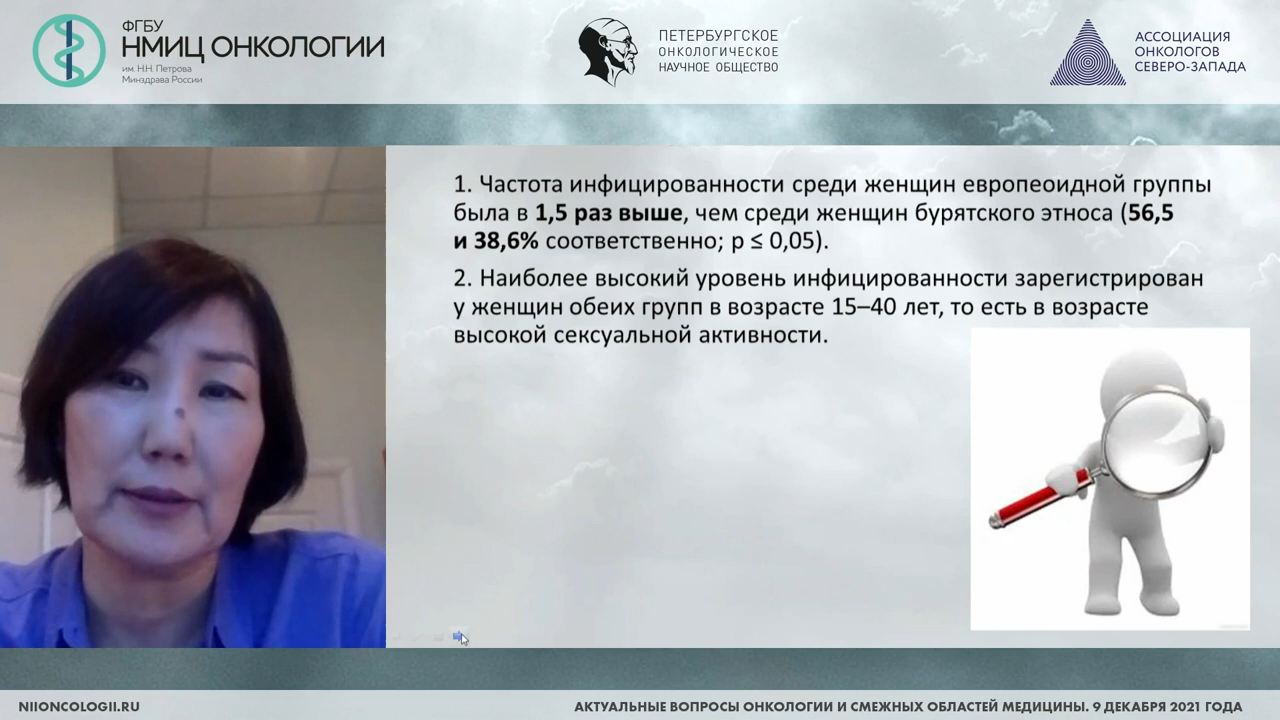 ФГБУ
НМИЦ ОНКОЛОГИИ
им. Н.Н. Петрова
Минздрава России
ПЕТЕРБУРГСКОЕ
ОНКОЛОГИЧЕСКОЕ
НАУЧНОЕ ОБЩЕСТВО
АССОЦИАЦИЯ
ОНКОЛОГОВ
СЕВЕРО-ЗАПАДА
1. Частота инфицированности среди женщин европеоидной группы
была в 1,5 раз выше, чем среди женщин бурятского этноса (56,5
и 38,6% соответственно; p ≤ 0,05).
2. Наиболее высокий уровень инфицированности зарегистрирован
у женщин обеих групп в возрасте 15–40 лет, то есть в возрасте
высокой сексуальной активности.
NIIONCOLOGII.RU
АКТУАЛЬНЫЕ ВОПРОСЫ ОНКОЛОГИИ И СМЕЖНЫХ ОБЛАСТЕЙ МЕДИЦИНЫ. 9 ДЕКАБРЯ 2021 ГОДА